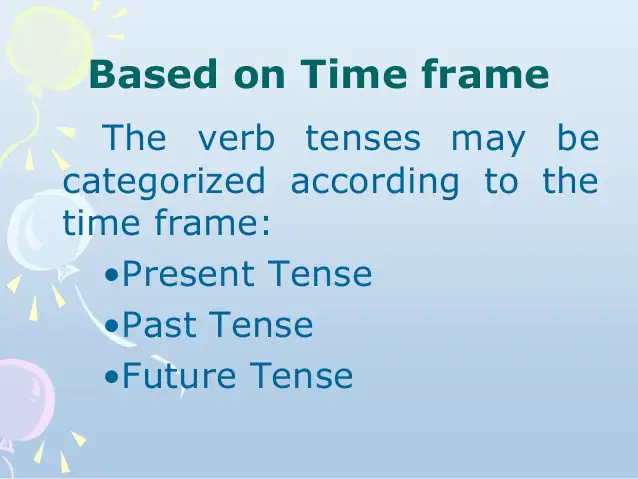 Based on Time frame
The verb tenses may be
categorized according to the
time frame:
•Present Tense
•Past Tense
•Future Tense